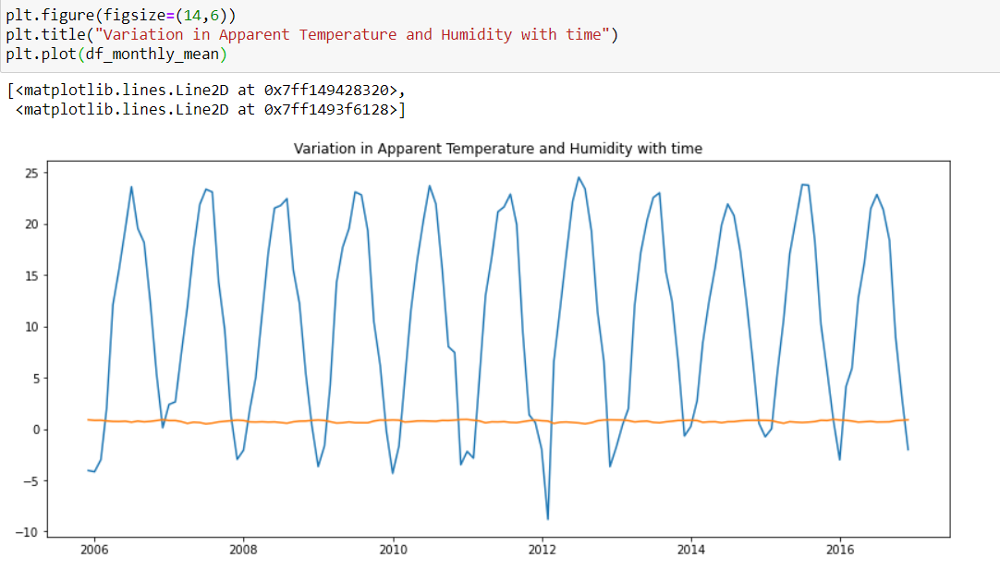 plt.figure(figsize=(14,6))
plt.title("Variation in Apparent Temperature and Humidity with time")
plt.plot(df_monthly_mean)
[<matplotlib.lines.Line2D at 0x7ff149428320>,
<matplotlib.lines.Line2D at 0x7ff1493f6128>]
Variation in Apparent Temperature and Humidity with time
25
20
15
10
5
0
−5
−10
2006 2008 2010 2012 2014 2016